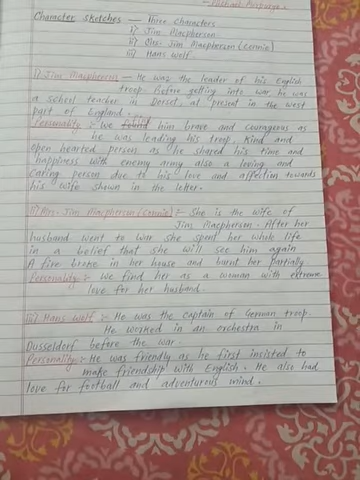 - Michael Morpurgo
Character Sketches - Three Characters
i) Jim Macpherson
ii) Mrs. Jim Macpherson (Connie)
iii) Hans Wolf
i) Jim Macpherson - He was the leader of his English
troop. Before getting into war he was
a school teacher in Dorset, at present in the west
part of England.
Personality :- We found him brave and courageous as
he was leading his troop, Kind and
open hearted person as he shared his time and
happiness with enemy army also a loving and
caring person due to his love and affection towards
his wife shown in the letter.
ii) Mrs. Jim Macpherson (Connie) :- She is the wife of
Jim Macpherson. After her
husband went to war she spent her whole life
in a belief that she will see him again
A fire broke in her house and burnt her partially
Personality :- We find her as a woman with extreme
love for her husband.
iii) Hans Wolf :- He was the captain of German troop.
He worked in an orchestra in
Dusseldorf before the war.
Personality :- He was friendly as he first insisted to
make friendship with English. He also had
love for football and adventurous mind.